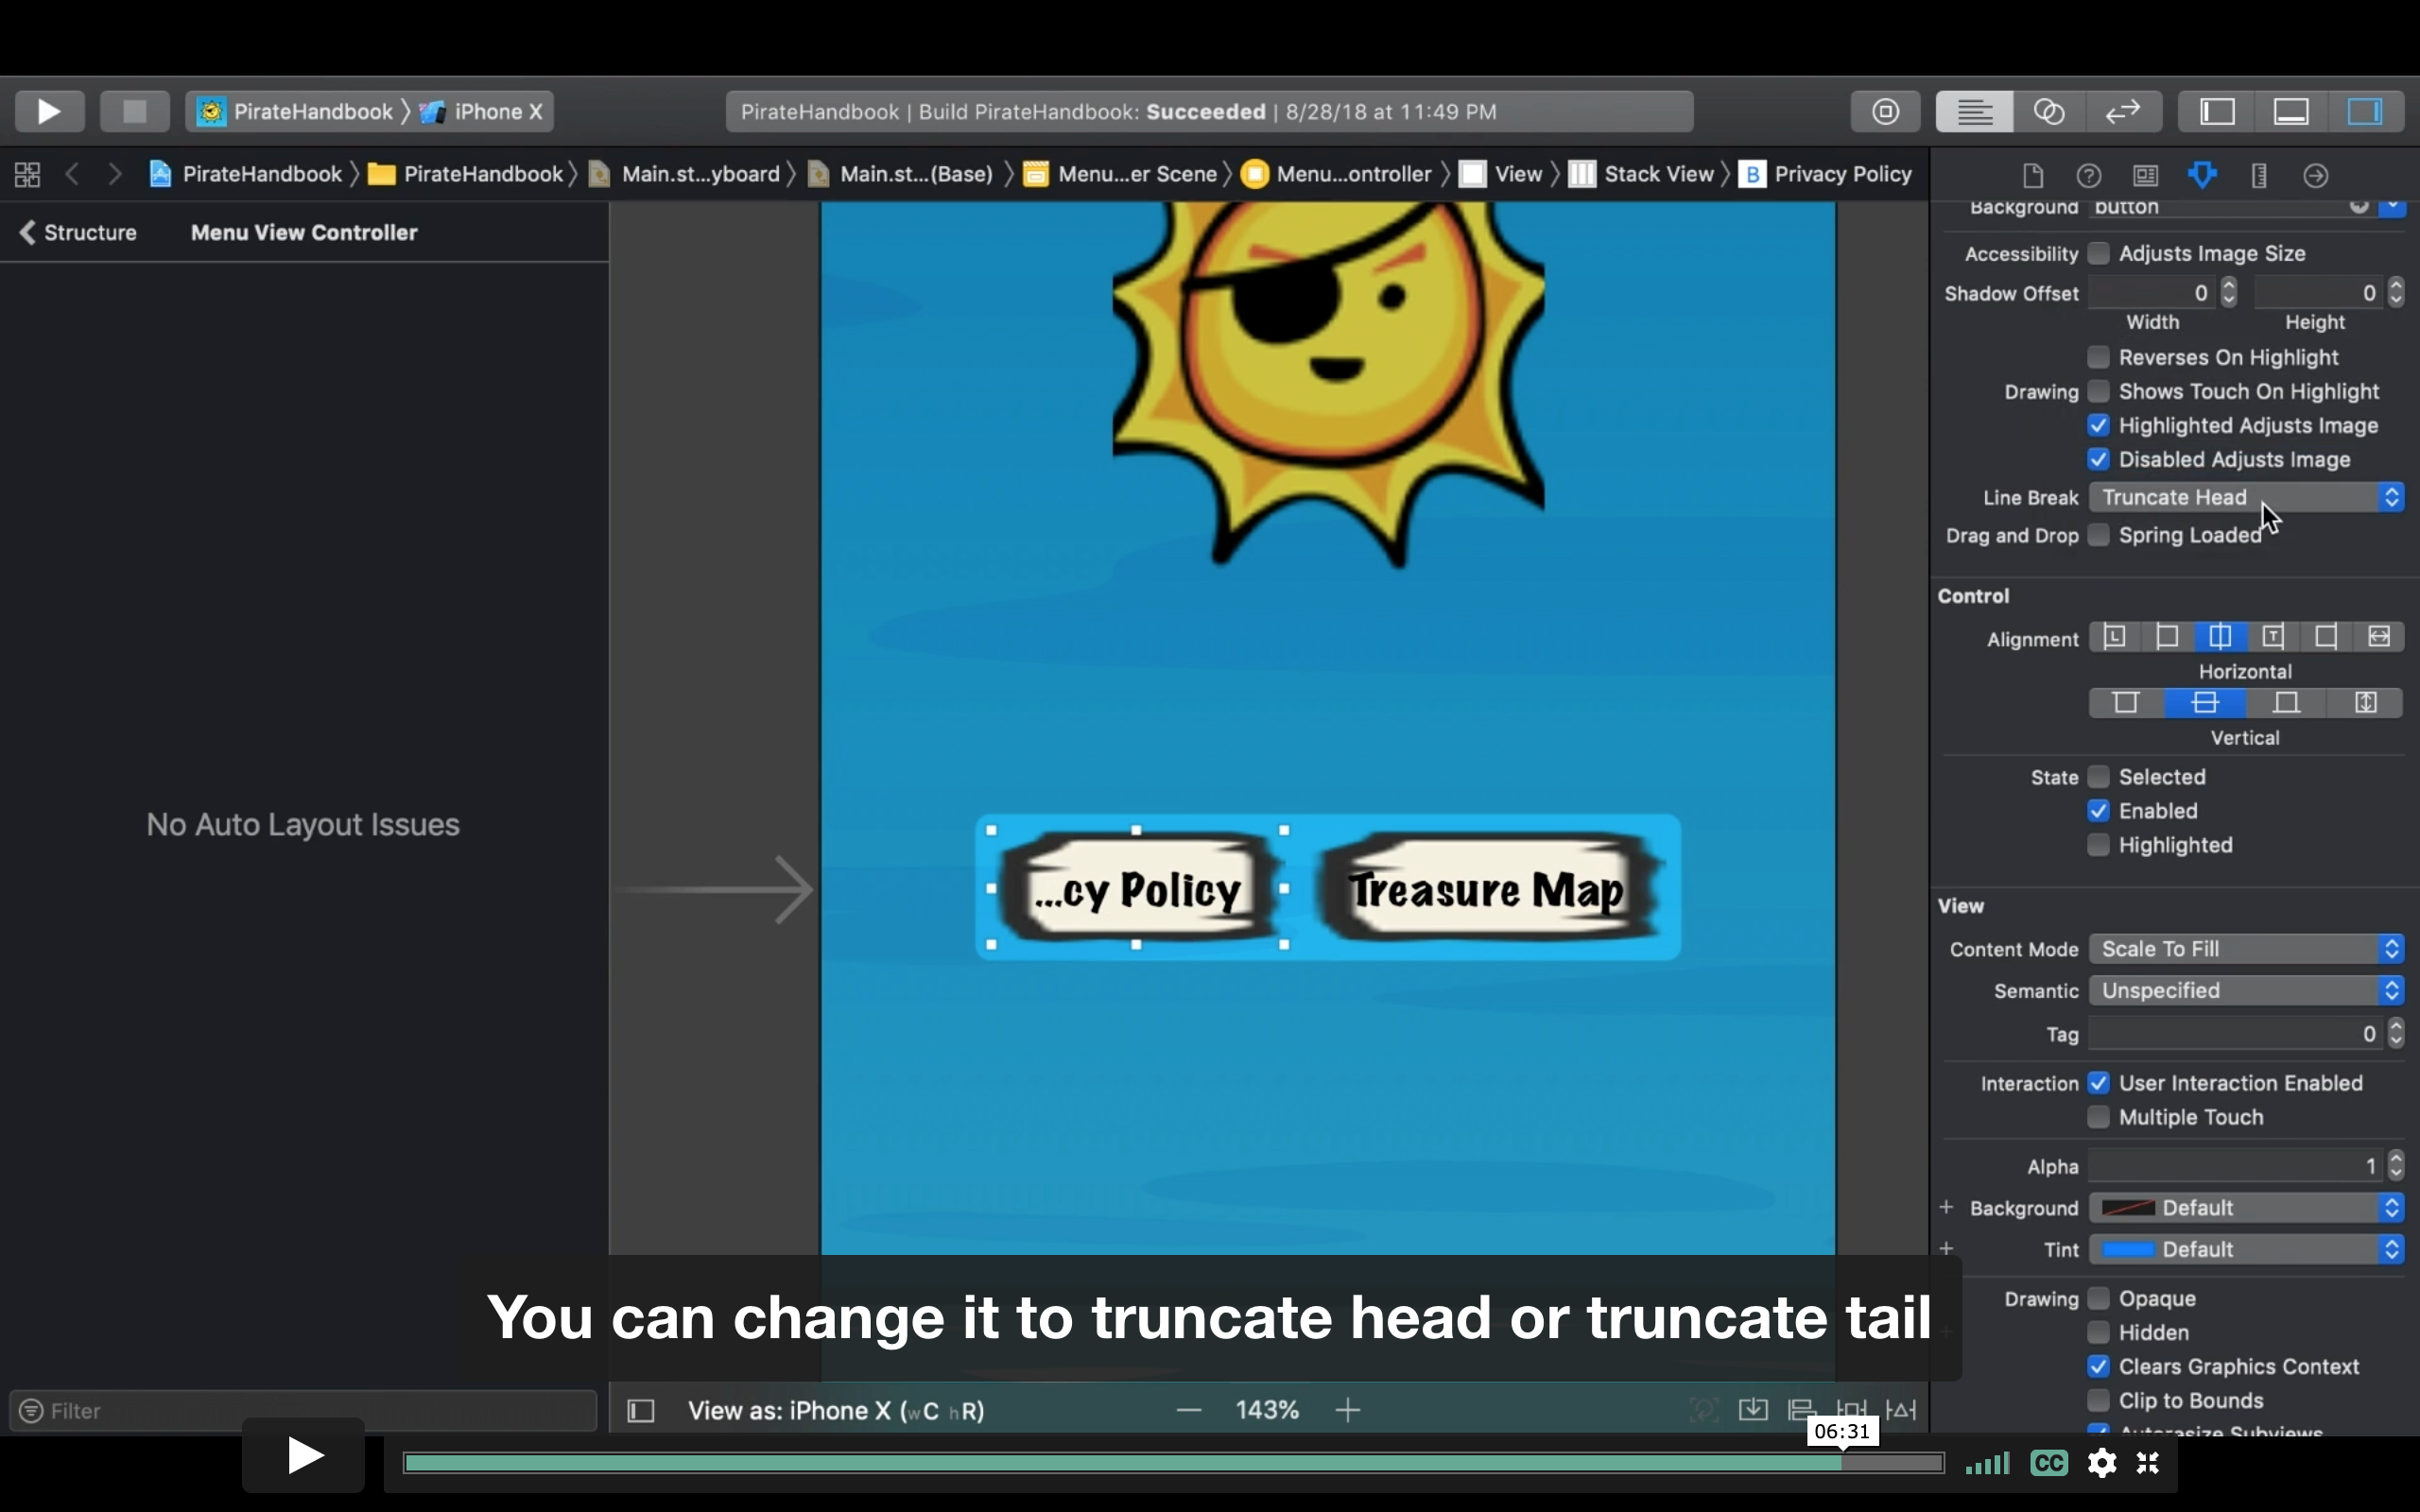 PirateHandbook 〉 iPhone X
PirateHandbook | Build PirateHandbook: Succeeded | 8/28/18 at 11:49 PM
PirateHandbook 〉 PirateHandbook 〉 Main.st...yboard 〉 Main.st...(Base) 〉 Menu...er Scene 〉 Menu...ontroller 〉 View 〉 Stack View 〉 B Privacy Policy
Structure
Menu View Controller
No Auto Layout Issues
Filter
...cy Policy
Treasure Map
Background button
Accessibility Adjusts Image Size
Shadow Offset 0 0
Width Height
Reverses On Highlight
Drawing Shows Touch On Highlight
Highlighted Adjusts Image
Disabled Adjusts Image
Line Break Truncate Head
Drag and Drop Spring Loaded
Control
Alignment
Horizontal
Vertical
State Selected
Enabled
Highlighted
View
Content Mode Scale To Fill
Semantic Unspecified
Tag 0
Interaction User Interaction Enabled
Multiple Touch
Alpha 1
+ Background Default
+ Tint Default
Drawing Opaque
Hidden
Clears Graphics Context
Clip to Bounds
Autoresize Subviews
You can change it to truncate head or truncate tail
View as: iPhone X (wC hR)
— 143% +
06:31
CC